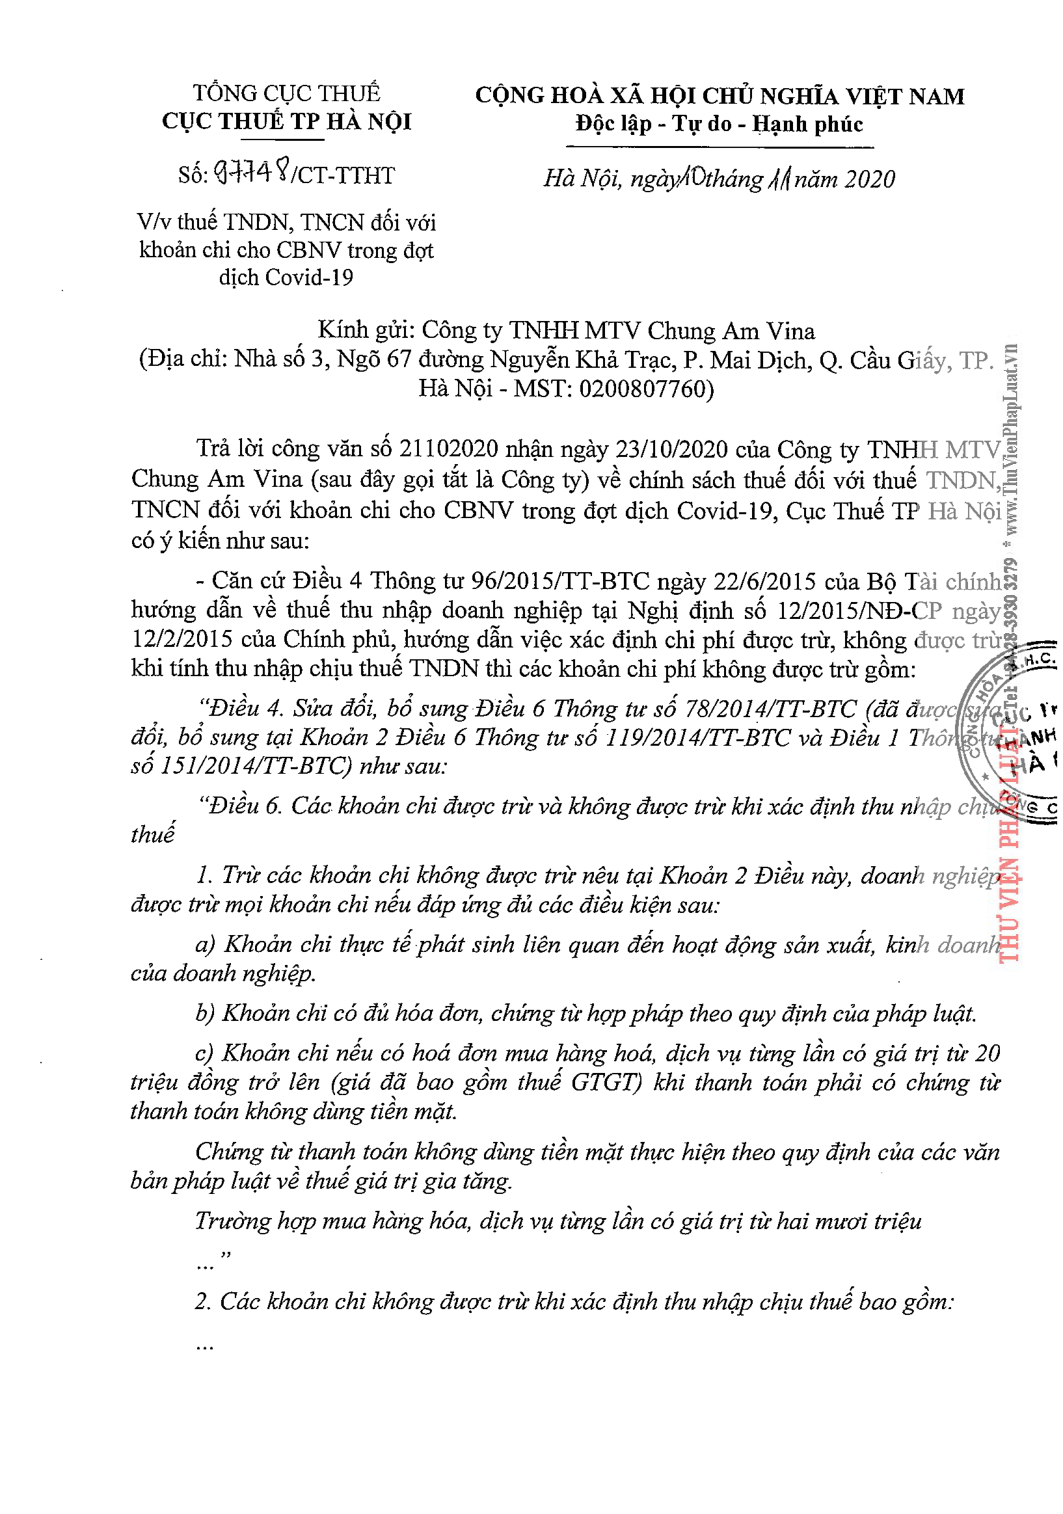 TỔNG CỤC THUẾ
CỤC THUẾ TP HÀ NỘI
CỘNG HOÀ XÃ HỘI CHỦ NGHĨA VIỆT NAM
Độc lập - Tự do - Hạnh phúc
Số: 97748/CT-TTHT
Hà Nội, ngày 10 tháng 11 năm 2020
V/v thuế TNDN, TNCN đối với
khoản chi cho CBNV trong đợt
dịch Covid-19
Kính gửi: Công ty TNHH MTV Chung Am Vina
(Địa chỉ: Nhà số 3, Ngõ 67 đường Nguyễn Khả Trạc, P. Mai Dịch, Q. Cầu Giấy, TP.
Hà Nội - MST: 0200807760)
Trả lời công văn số 21102020 nhận ngày 23/10/2020 của Công ty TNHH MTV
Chung Am Vina (sau đây gọi tắt là Công ty) về chính sách thuế đối với thuế TNDN,
TNCN đối với khoản chi cho CBNV trong đợt dịch Covid-19, Cục Thuế TP Hà Nội
có ý kiến như sau:
- Căn cứ Điều 4 Thông tư 96/2015/TT-BTC ngày 22/6/2015 của Bộ Tài chính
hướng dẫn về thuế thu nhập doanh nghiệp tại Nghị định số 12/2015/NĐ-CP ngày
12/2/2015 của Chính phủ, hướng dẫn việc xác định chi phí được trừ, không được trừ
khi tính thu nhập chịu thuế TNDN thì các khoản chi phí không được trừ gồm:
“Điều 4. Sửa đổi, bổ sung Điều 6 Thông tư số 78/2014/TT-BTC (đã được sửa
đổi, bổ sung tại Khoản 2 Điều 6 Thông tư số 119/2014/TT-BTC và Điều 1 Thông tư
số 151/2014/TT-BTC) như sau:
“Điều 6. Các khoản chi được trừ và không được trừ khi xác định thu nhập chịu
thuế
1. Trừ các khoản chi không được trừ nêu tại Khoản 2 Điều này, doanh nghiệp
được trừ mọi khoản chi nếu đáp ứng đủ các điều kiện sau:
a) Khoản chi thực tế phát sinh liên quan đến hoạt động sản xuất, kinh doanh
của doanh nghiệp.
b) Khoản chi có đủ hóa đơn, chứng từ hợp pháp theo quy định của pháp luật.
c) Khoản chi nếu có hoá đơn mua hàng hoá, dịch vụ từng lần có giá trị từ 20
triệu đồng trở lên (giá đã bao gồm thuế GTGT) khi thanh toán phải có chứng từ
thanh toán không dùng tiền mặt.
Chứng từ thanh toán không dùng tiền mặt thực hiện theo quy định của các văn
bản pháp luật về thuế giá trị gia tăng.
Trường hợp mua hàng hóa, dịch vụ từng lần có giá trị từ hai mươi triệu
... ”
2. Các khoản chi không được trừ khi xác định thu nhập chịu thuế bao gồm:
...
THƯ VIỆN PHÁP LUẬT * Tel: +84-28-3930 3279 * www.ThuVienPhapLuat.vn